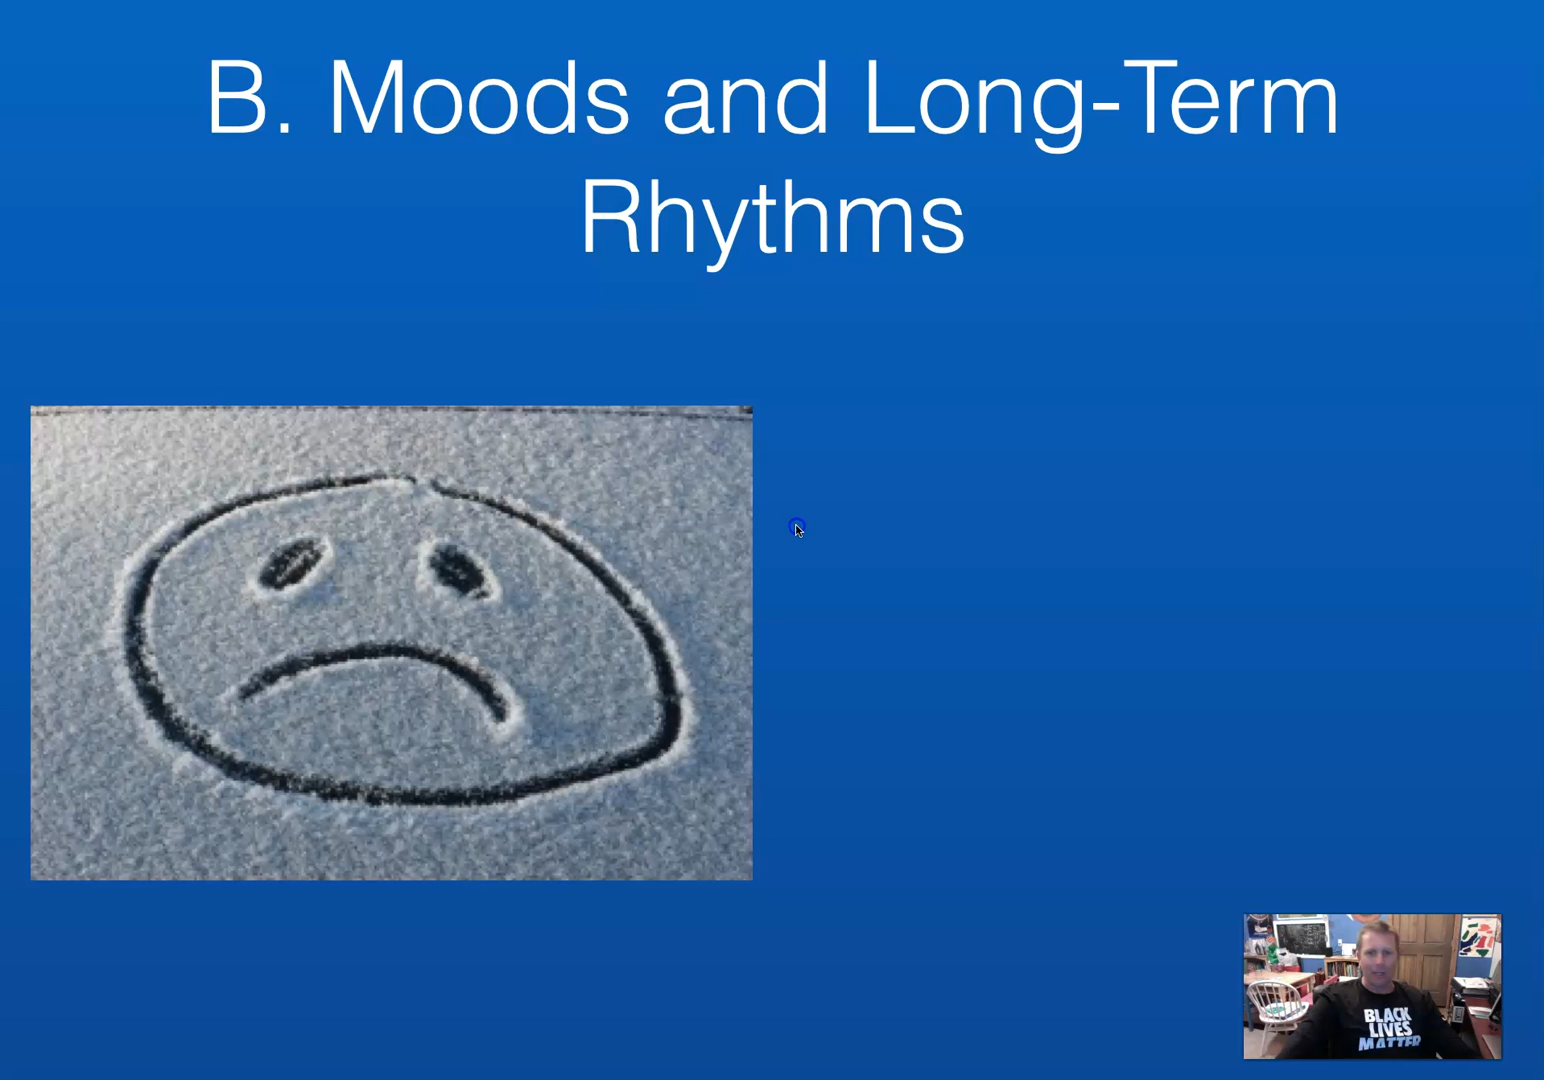 B. Moods and Long-Term
Rhythms
BLACK
LIVES
MATTER